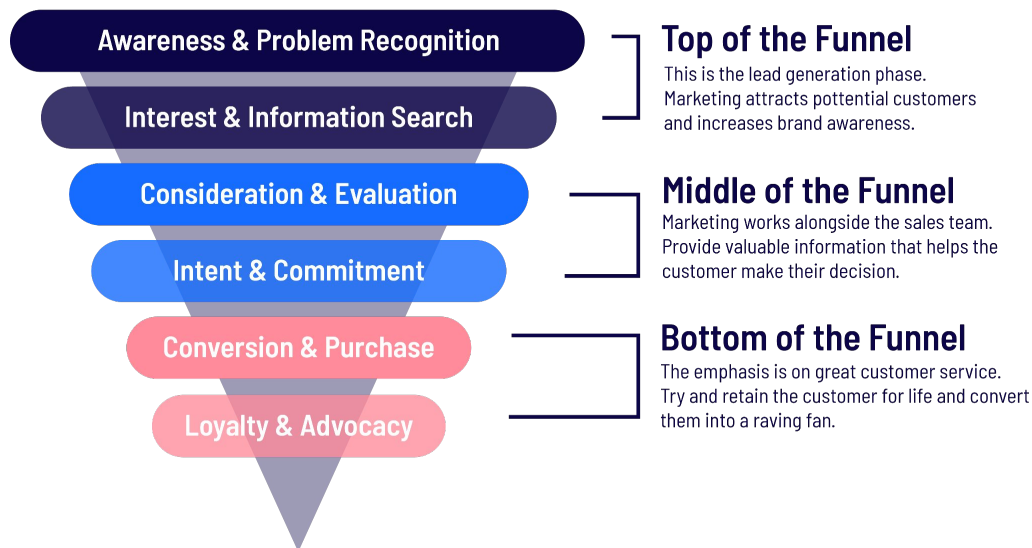 Awareness & Problem Recognition
Interest & Information Search
Top of the Funnel
This is the lead generation phase.
Marketing attracts pottential customers
and increases brand awareness.
Consideration & Evaluation
Intent & Commitment
Middle of the Funnel
Marketing works alongside the sales team.
Provide valuable information that helps the
customer make their decision.
Conversion & Purchase
Loyalty & Advocacy
Bottom of the Funnel
The emphasis is on great customer service.
Try and retain the customer for life and convert
them into a raving fan.